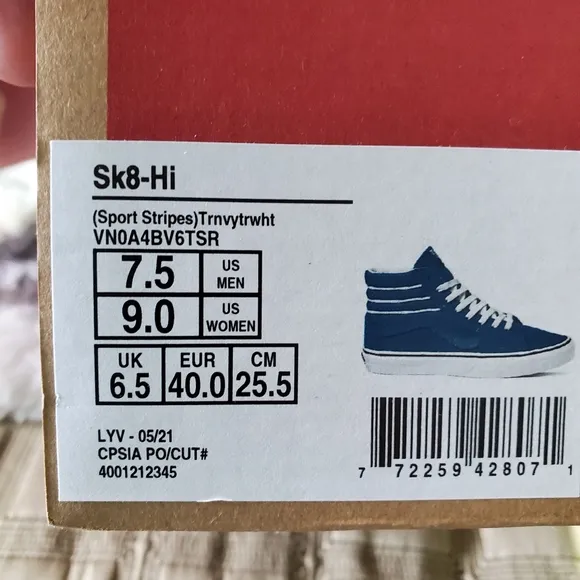 Sk8-Hi
(Sport Stripes)Trnvytrwht
VN0A4BV6TSR
7.5 US MEN
9.0 US WOMEN
UK EUR CM
6.5 40.0 25.5
LYV - 05/21
CPSIA PO/CUT#
4001212345
7 72259 42807 1